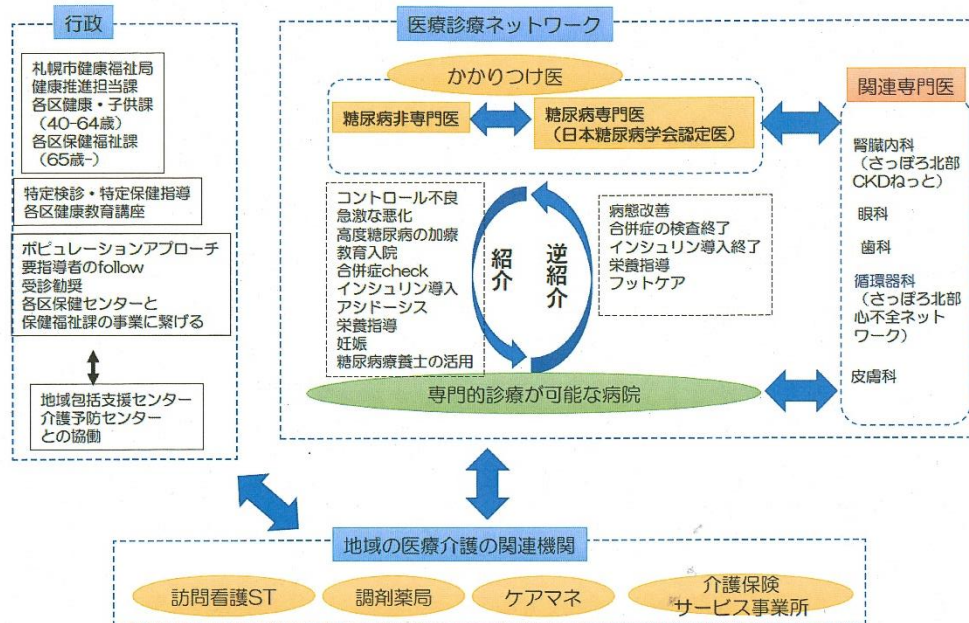 行政
札幌市健康福祉局
健康推進担当課
各区健康・子供課
(40-64歳)
各区保健福祉課
(65歳-)
特定検診・特定保健指導
各区健康教育講座
ポピュレーションアプローチ
要指導者のfollow
受診勧奨
各区保健センターと
保健福祉課の事業に繋げる
地域包括支援センター
介護予防センター
との協働
医療診療ネットワーク
かかりつけ医
糖尿病非専門医
糖尿病専門医
(日本糖尿病学会認定医)
コントロール不良
急激な悪化
高度糖尿病の加療
教育入院
合併症check
インシュリン導入
アシドーシス
栄養指導
妊娠
糖尿病療養士の活用
紹介
逆紹介
病態改善
合併症の検査終了
インシュリン導入終了
栄養指導
フットケア
専門的診療が可能な病院
関連専門医
腎臓内科
(さっぽろ北部
CKDねっと)
眼科
歯科
循環器科
(さっぽろ北部
心不全ネット
ワーク)
皮膚科
地域の医療介護の関連機関
訪問看護ST
調剤薬局
ケアマネ
介護保険
サービス事業所